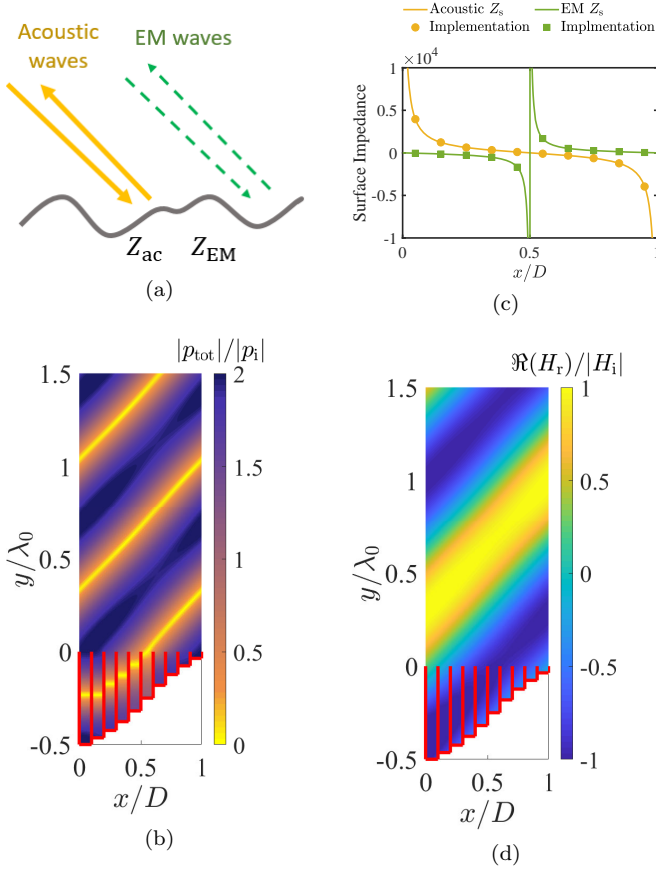 Acoustic
waves
EM waves
Z_ac Z_EM
(a)
Acoustic Z_s EM Z_s
Implementation Implmentation
×10^4
1
0.5
0
-0.5
-1
Surface Impedance
0 0.5 1
x/D
(c)
|p_tot|/|p_i|
1.5
1
0.5
0
-0.5
y/λ_0
0 0.5 1
x/D
2
1.5
1
0.5
0
(b)
ℜ(H_r)/|H_i|
1.5
1
0.5
0
-0.5
y/λ_0
0 0.5 1
x/D
1
0.5
0
-0.5
-1
(d)